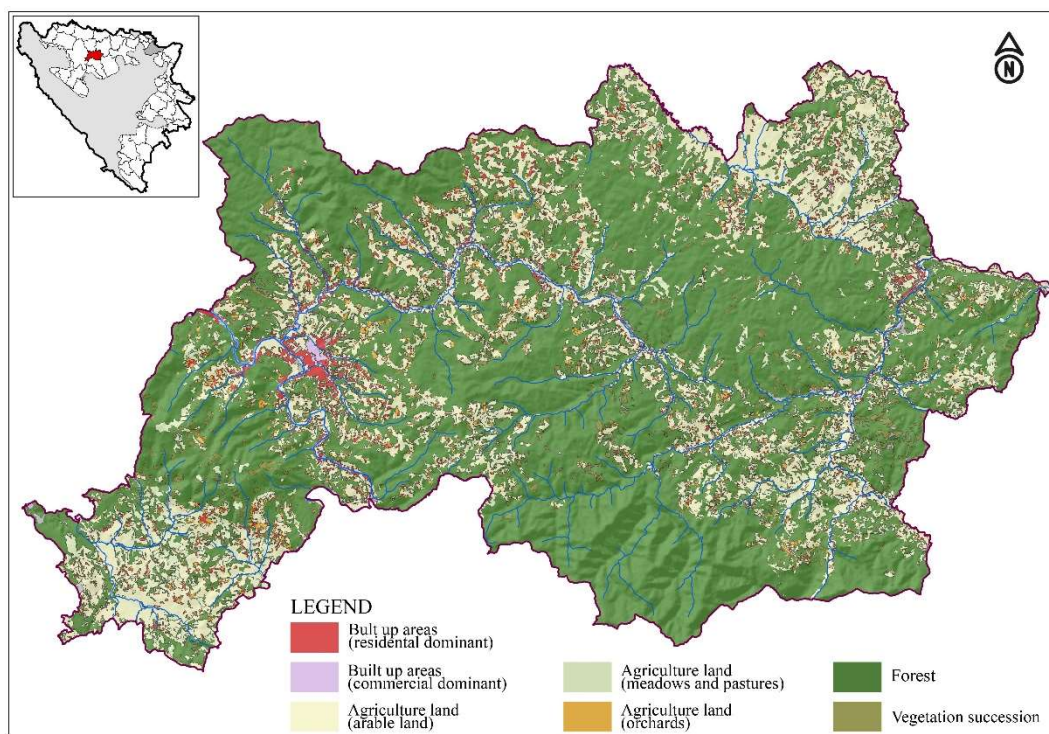 N
LEGEND
Bult up areas
(residental dominant)
Built up areas
(commercial dominant)
Agriculture land
(arable land)
Agriculture land
(meadows and pastures)
Agriculture land
(orchards)
Forest
Vegetation succession